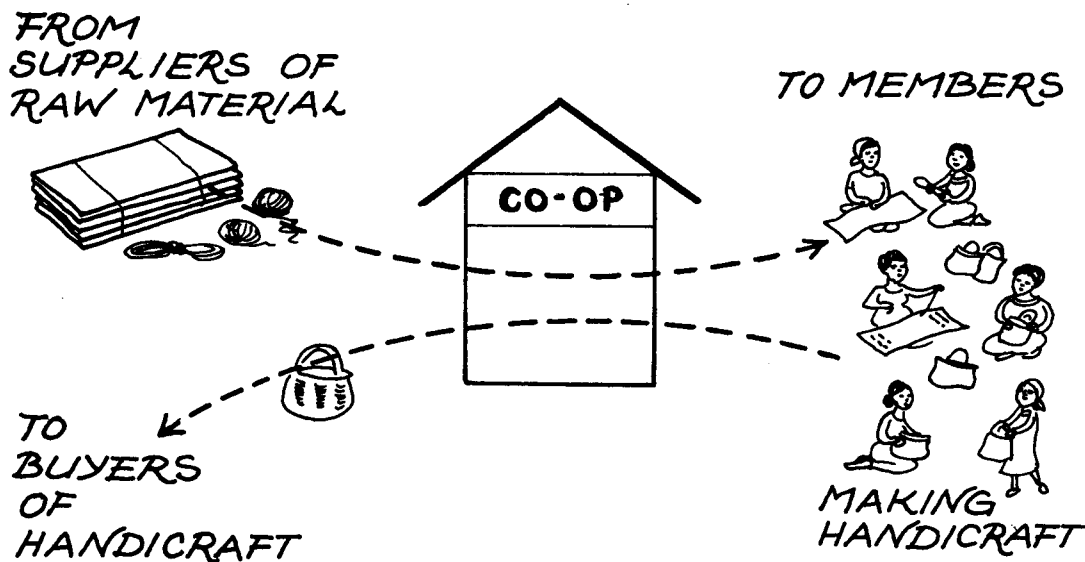 FROM
SUPPLIERS OF
RAW MATERIAL
TO MEMBERS
CO-OP
TO
BUYERS
OF
HANDICRAFT
MAKING
HANDICRAFT